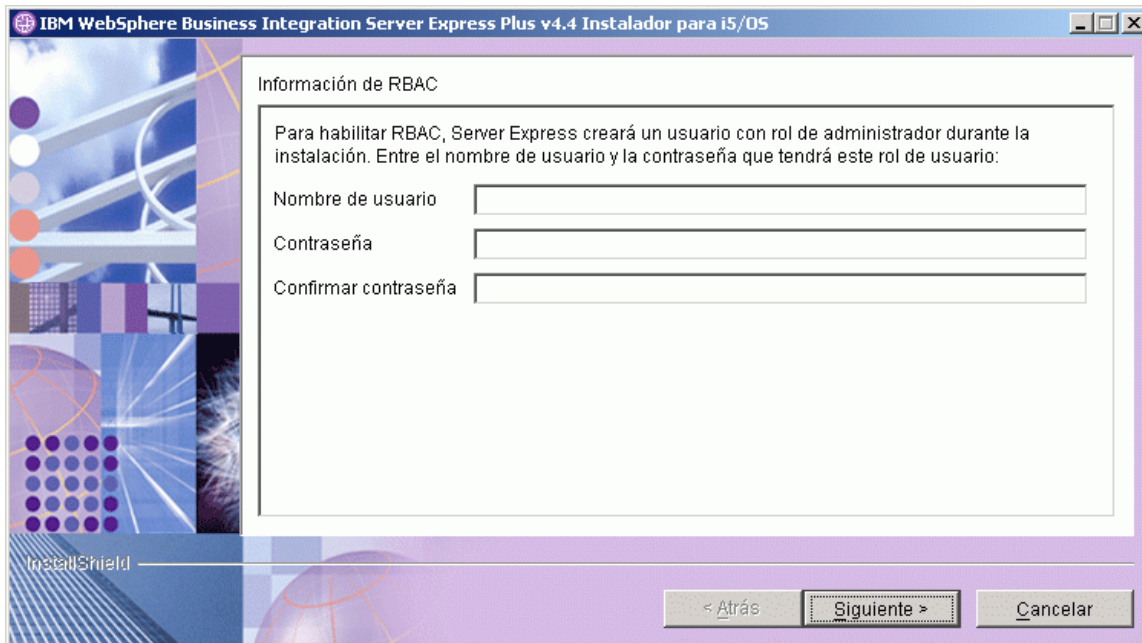 IBM WebSphere Business Integration Server Express Plus v4.4 Instalador para i5/OS
Información de RBAC
Para habilitar RBAC, Server Express creará un usuario con rol de administrador durante la
instalación. Entre el nombre de usuario y la contraseña que tendrá este rol de usuario:
Nombre de usuario
Contraseña
Confirmar contraseña
InstallShield
< Atrás
Siguiente >
Cancelar